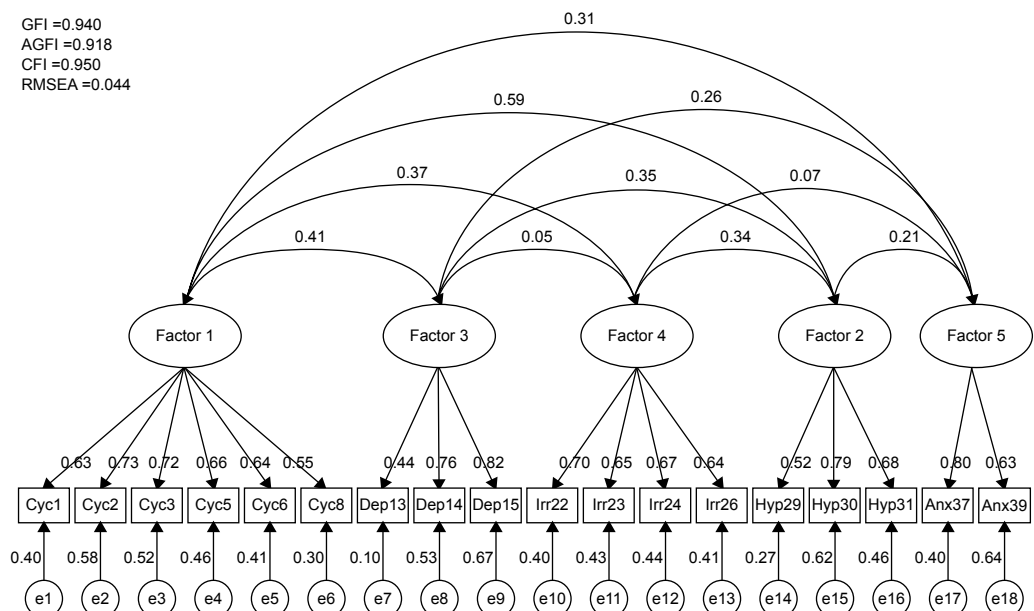 GFI =0.940
AGFI =0.918
CFI =0.950
RMSEA =0.044
0.31
0.59
0.26
0.37
0.35
0.07
0.41
0.05
0.34
0.21
Factor 1
Factor 3
Factor 4
Factor 2
Factor 5
0.63 0.73 0.72 0.66 0.64 0.55 0.44 0.76 0.82 0.70 0.65 0.67 0.64 0.52 0.79 0.68 0.80 0.63
Cyc1 Cyc2 Cyc3 Cyc5 Cyc6 Cyc8 Dep13 Dep14 Dep15 Irr22 Irr23 Irr24 Irr26 Hyp29 Hyp30 Hyp31 Anx37 Anx39
0.40 0.58 0.52 0.46 0.41 0.30 0.10 0.53 0.67 0.40 0.43 0.44 0.41 0.27 0.62 0.46 0.40 0.64
e1 e2 e3 e4 e5 e6 e7 e8 e9 e10 e11 e12 e13 e14 e15 e16 e17 e18